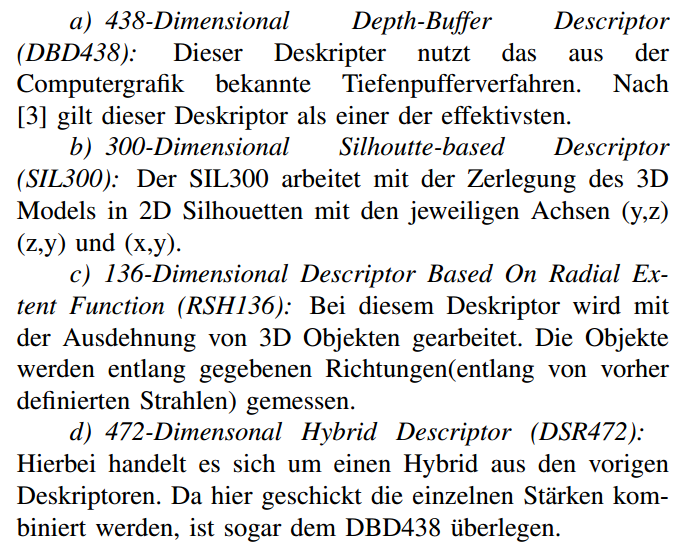 a) 438-Dimensional Depth-Buffer Descriptor
(DBD438): Dieser Deskripter nutzt das aus der
Computergrafik bekannte Tiefenpufferverfahren. Nach
[3] gilt dieser Deskriptor als einer der effektivsten.
b) 300-Dimensional Silhoutte-based Descriptor
(SIL300): Der SIL300 arbeitet mit der Zerlegung des 3D
Models in 2D Silhouetten mit den jeweiligen Achsen (y,z)
(z,y) und (x,y).
c) 136-Dimensional Descriptor Based On Radial Ex-
tent Function (RSH136): Bei diesem Deskriptor wird mit
der Ausdehnung von 3D Objekten gearbeitet. Die Objekte
werden entlang gegebenen Richtungen(entlang von vorher
definierten Strahlen) gemessen.
d) 472-Dimensonal Hybrid Descriptor (DSR472):
Hierbei handelt es sich um einen Hybrid aus den vorigen
Deskriptoren. Da hier geschickt die einzelnen Stärken kom-
biniert werden, ist sogar dem DBD438 überlegen.